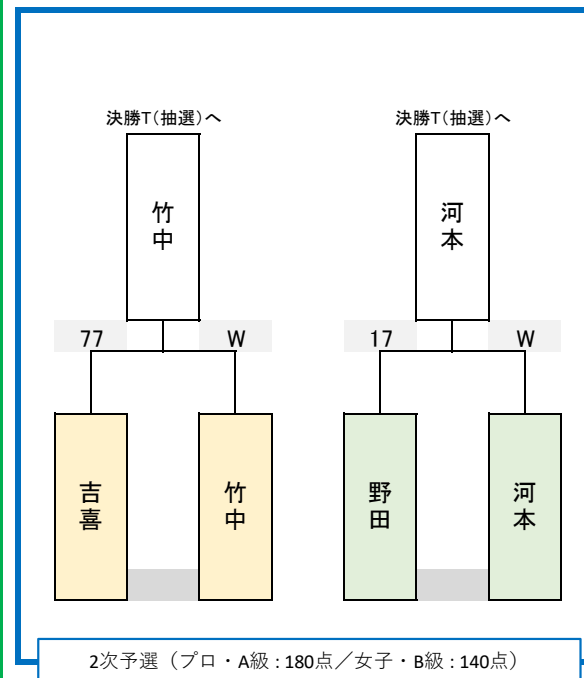 決勝T(抽選)へ
決勝T(抽選)へ
竹中
河本
77
W
17
W
吉喜
竹中
野田
河本
2次予選（プロ・A級：180点／女子・B級：140点）